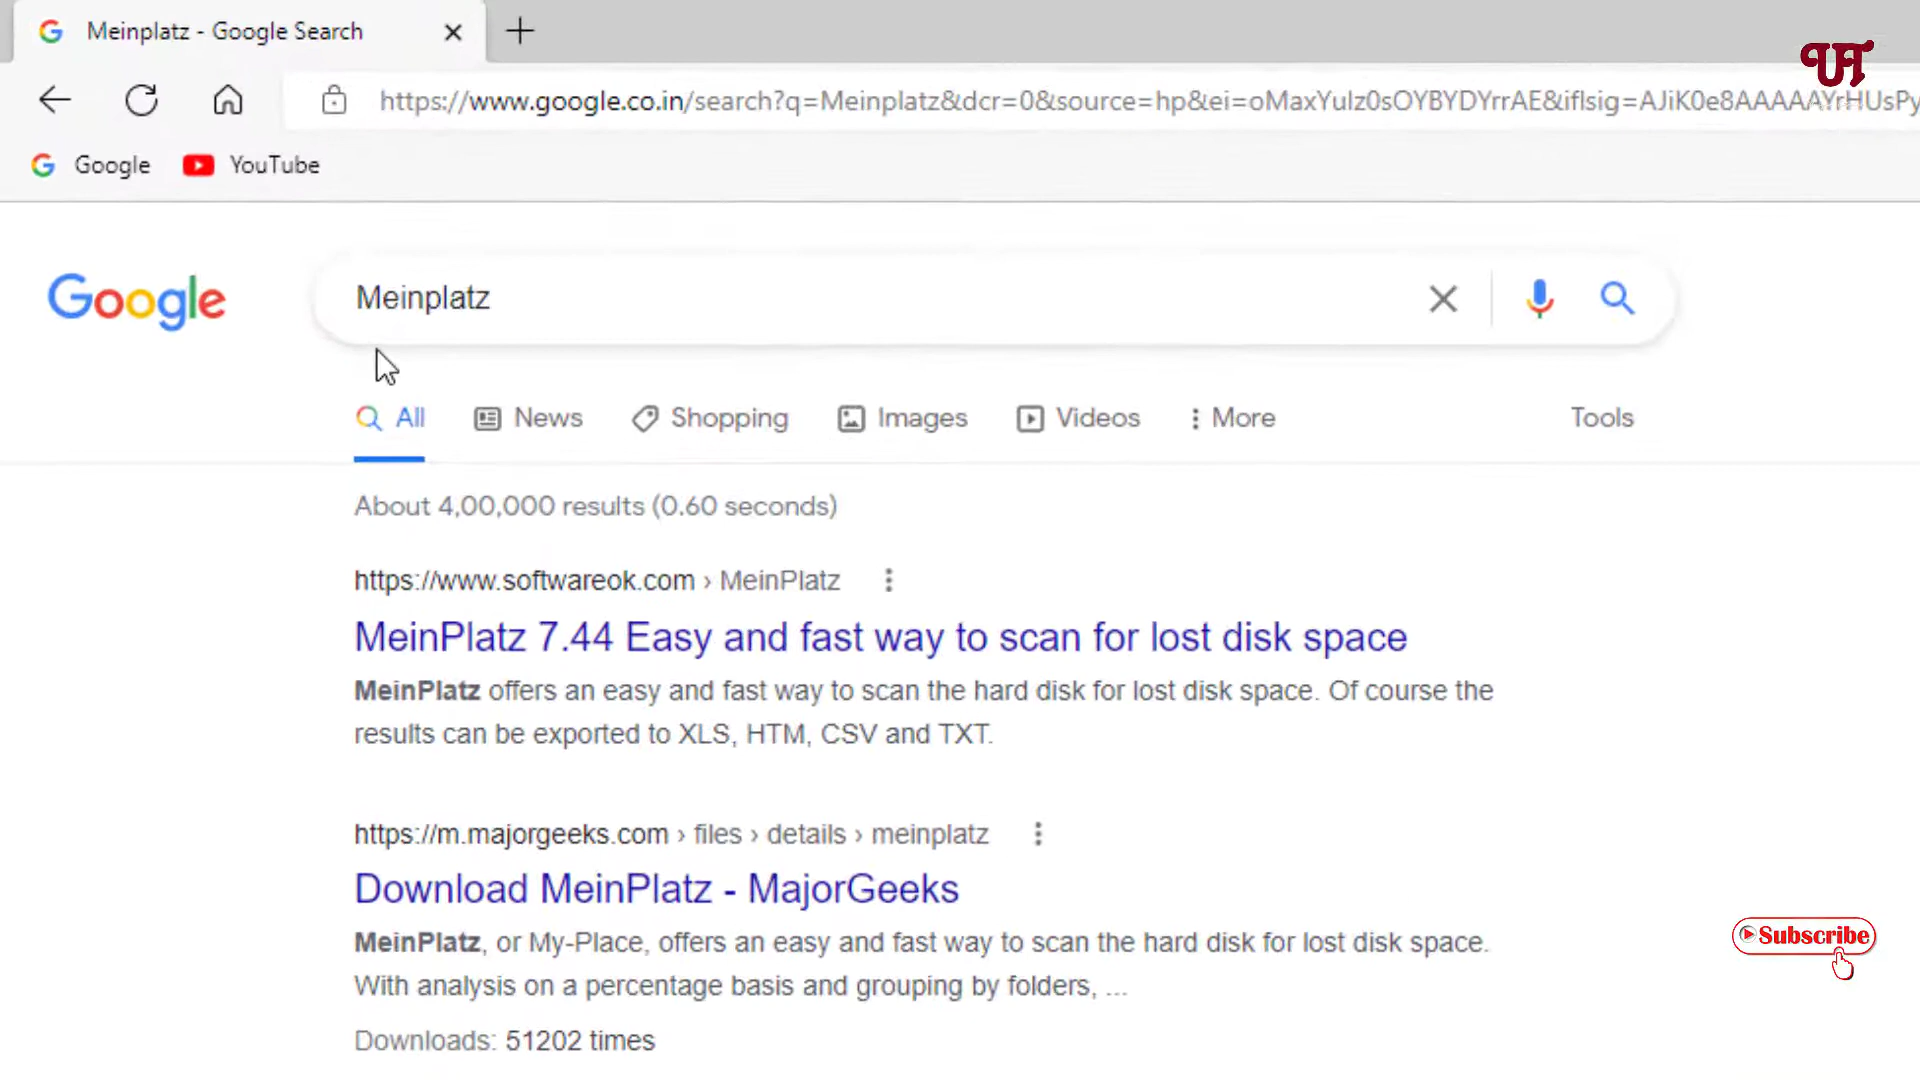 Meinplatz - Google Search
UA
https://www.google.co.in/search?q=Meinplatz&dcr=0&source=hp&ei=oMaxYulz0sOYBYDYrrAE&iflsig=AJiK0e8AAAAAYrHUsPy
Google YouTube
Google Meinplatz
All News Shopping Images Videos More Tools
About 4,00,000 results (0.60 seconds)
https://www.softwareok.com › MeinPlatz
MeinPlatz 7.44 Easy and fast way to scan for lost disk space
MeinPlatz offers an easy and fast way to scan the hard disk for lost disk space. Of course the
results can be exported to XLS, HTM, CSV and TXT.
https://m.majorgeeks.com › files › details › meinplatz
Download MeinPlatz - MajorGeeks
MeinPlatz, or My-Place, offers an easy and fast way to scan the hard disk for lost disk space.
Subscribe
With analysis on a percentage basis and grouping by folders, ...
Downloads: 51202 times